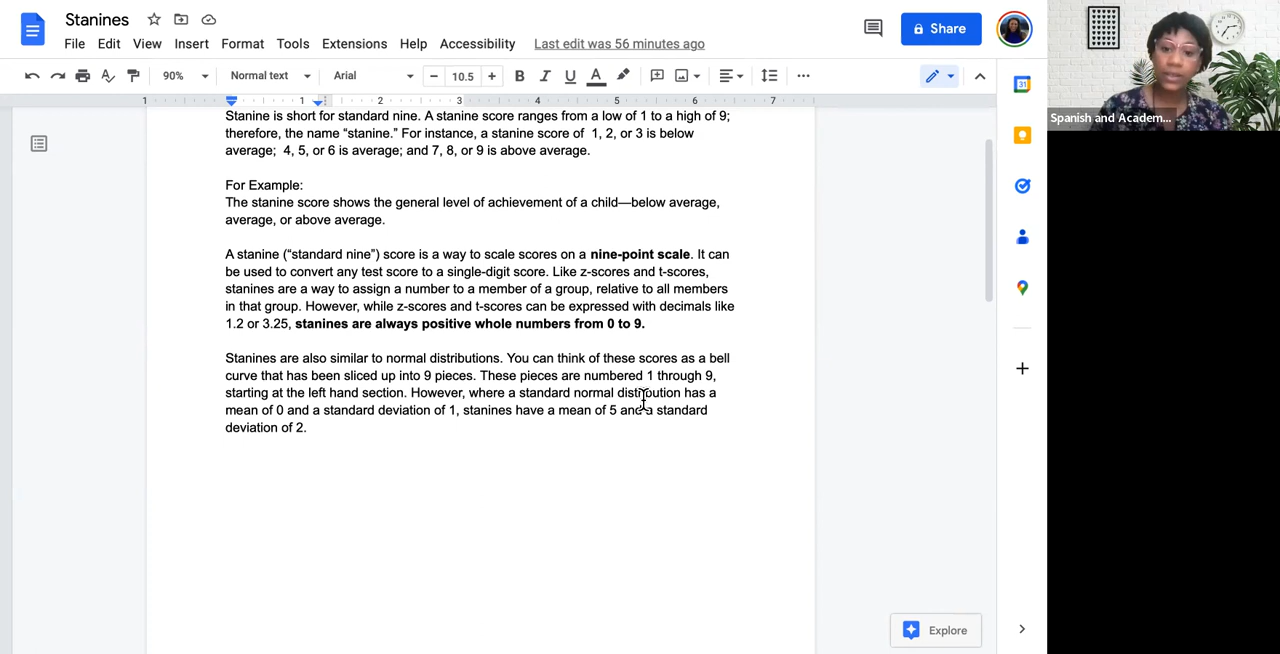 Stanines
File Edit View Insert Format Tools Extensions Help Accessibility Last edit was 56 minutes ago
Share
90% Normal text Arial 10.5
1 1 2 3 4 5 6 7
Stanine is short for standard nine. A stanine score ranges from a low of 1 to a high of 9;
therefore, the name “stanine.” For instance, a stanine score of  1, 2, or 3 is below
average;  4, 5, or 6 is average; and 7, 8, or 9 is above average.
For Example:
The stanine score shows the general level of achievement of a child—below average,
average, or above average.
A stanine (“standard nine”) score is a way to scale scores on a nine-point scale. It can
be used to convert any test score to a single-digit score. Like z-scores and t-scores,
stanines are a way to assign a number to a member of a group, relative to all members
in that group. However, while z-scores and t-scores can be expressed with decimals like
1.2 or 3.25, stanines are always positive whole numbers from 0 to 9.
Stanines are also similar to normal distributions. You can think of these scores as a bell
curve that has been sliced up into 9 pieces. These pieces are numbered 1 through 9,
starting at the left hand section. However, where a standard normal distribution has a
mean of 0 and a standard deviation of 1, stanines have a mean of 5 and a standard
deviation of 2.
Explore
31
Spanish and Academ...